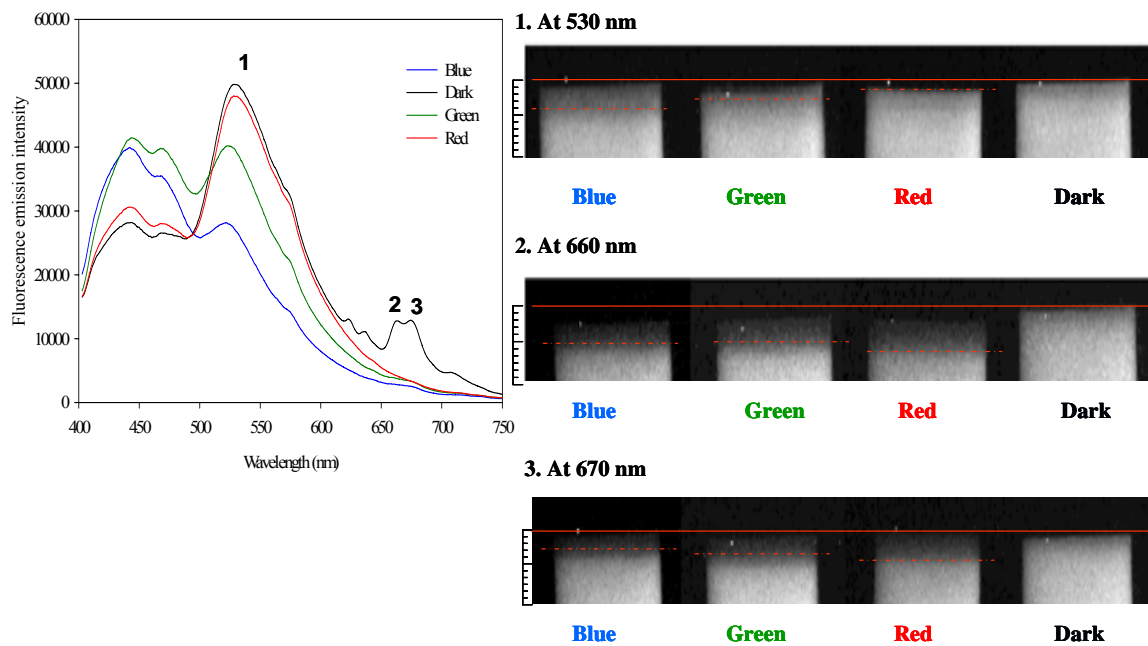 60000
50000
40000
30000
20000
10000
0
Fluorescence emission intensity
400 450 500 550 600 650 700 750
Wavelength (nm)
1
2 3
Blue
Dark
Green
Red
1. At 530 nm
Blue Green Red Dark
2. At 660 nm
Blue Green Red Dark
3. At 670 nm
Blue Green Red Dark